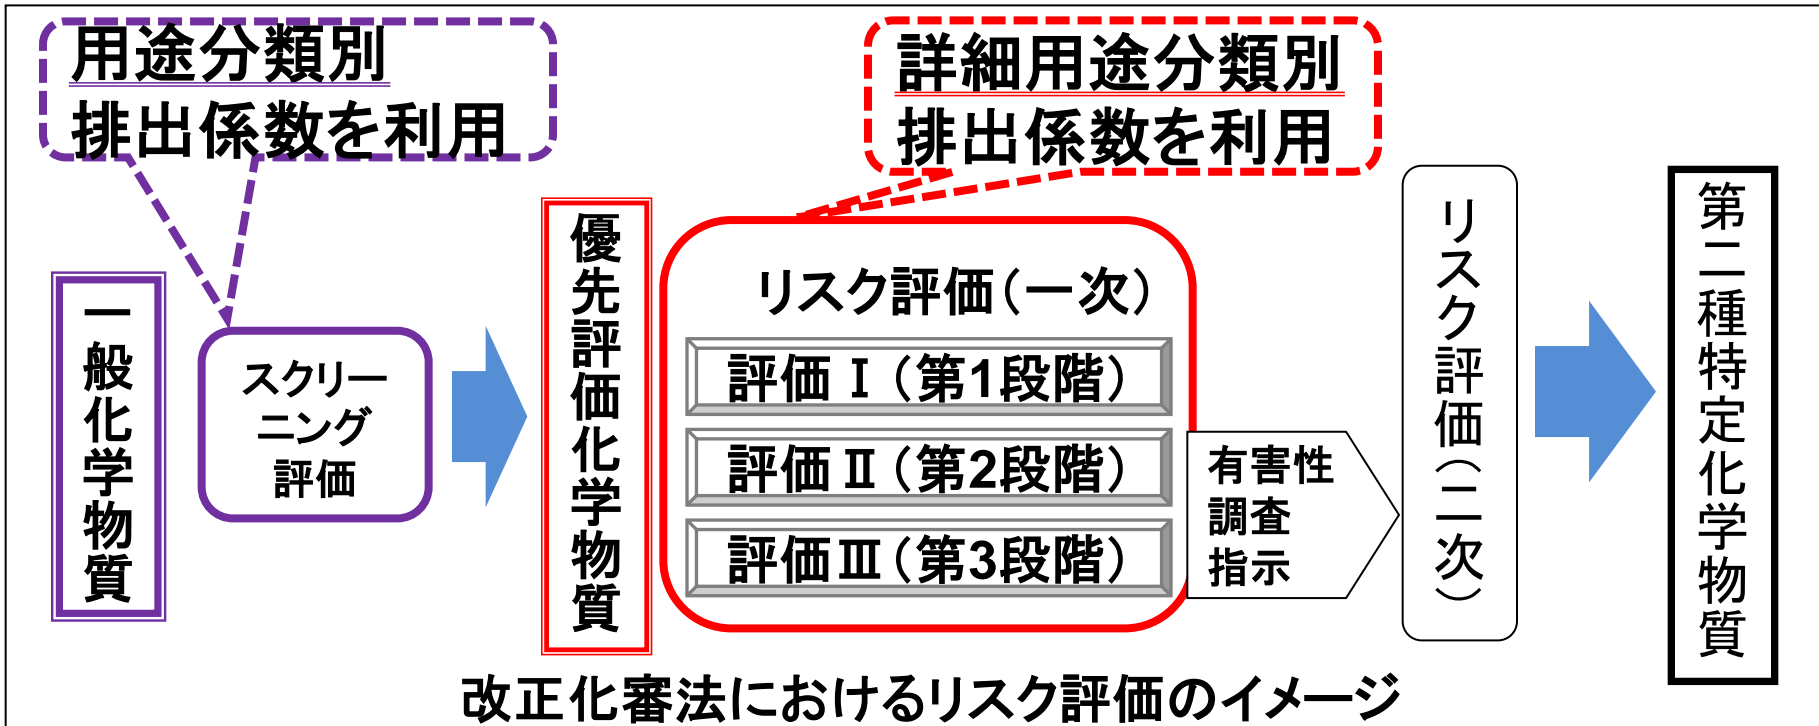 用途分類別
排出係数を利用
詳細用途分類別
排出係数を利用
一般化学物質
スクリー
ニング
評価
優先評価化学物質
リスク評価（一次）
評価Ⅰ（第1段階）
評価Ⅱ（第2段階）
評価Ⅲ（第3段階）
有害性
調査
指示
リスク評価（二次）
第二種特定化学物質
改正化審法におけるリスク評価のイメージ